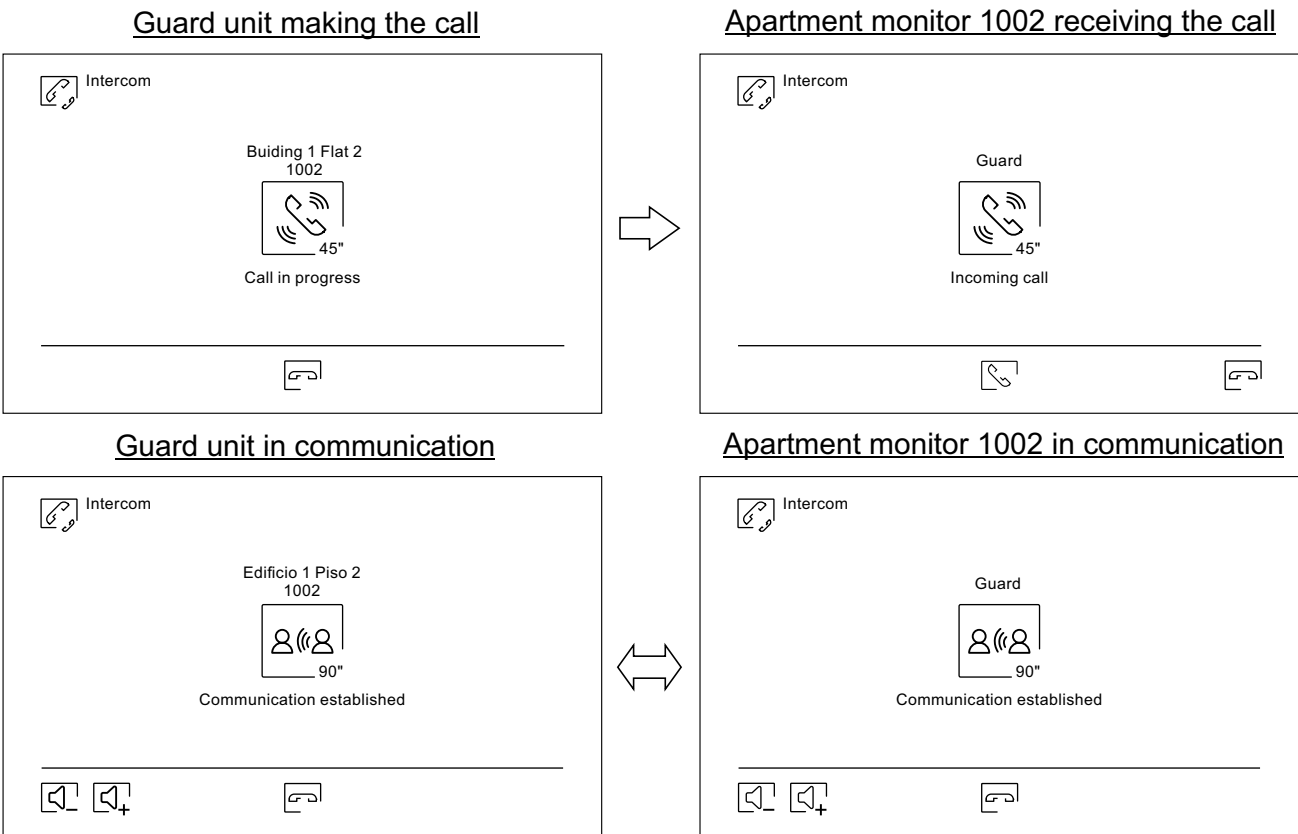 Guard unit making the call
Apartment monitor 1002 receiving the call
Intercom
Buiding 1 Flat 2
1002
45"
Call in progress
Intercom
Guard
45"
Incoming call
Guard unit in communication
Apartment monitor 1002 in communication
Intercom
Edificio 1 Piso 2
1002
90"
Communication established
Intercom
Guard
90"
Communication established